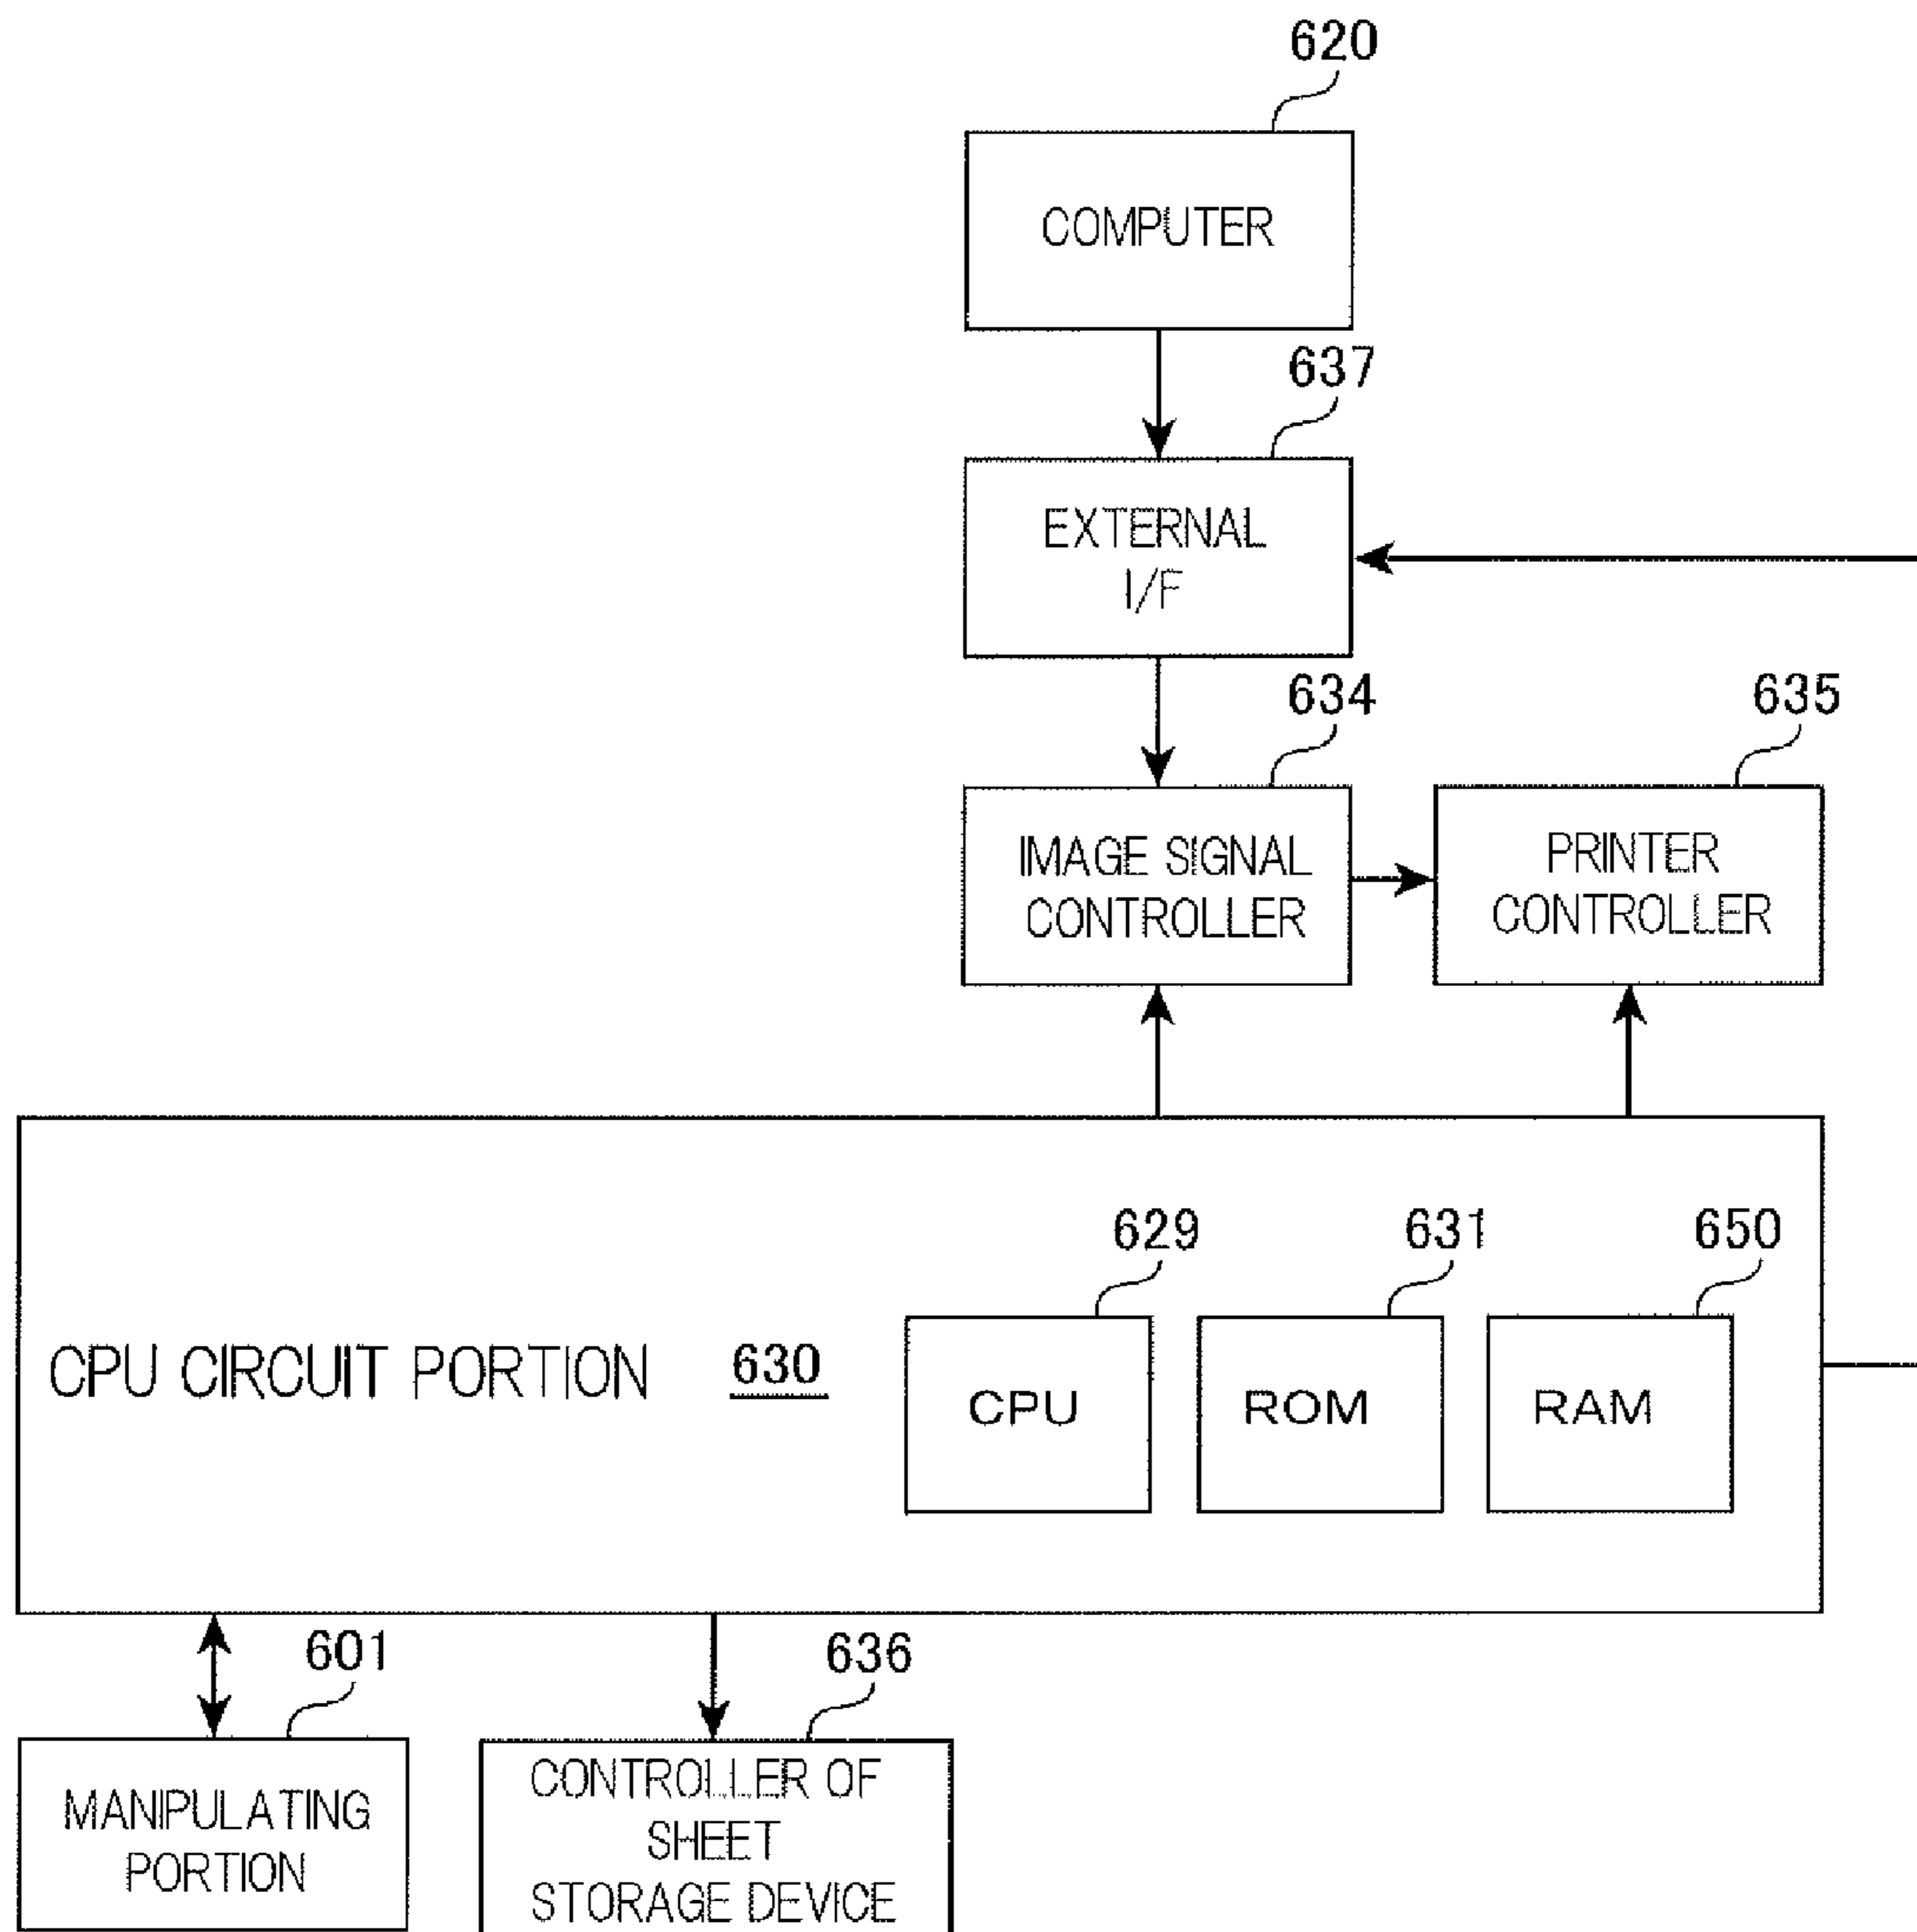 620
COMPUTER
637
EXTERNAL
I/F
634
635
IMAGE SIGNAL
CONTROLLER
PRINTER
CONTROLLER
629
631
650
CPU CIRCUIT PORTION 630
CPU
ROM
RAM
601
636
MANIPULATING
PORTION
CONTROLLER OF
SHEET
STORAGE DEVICE